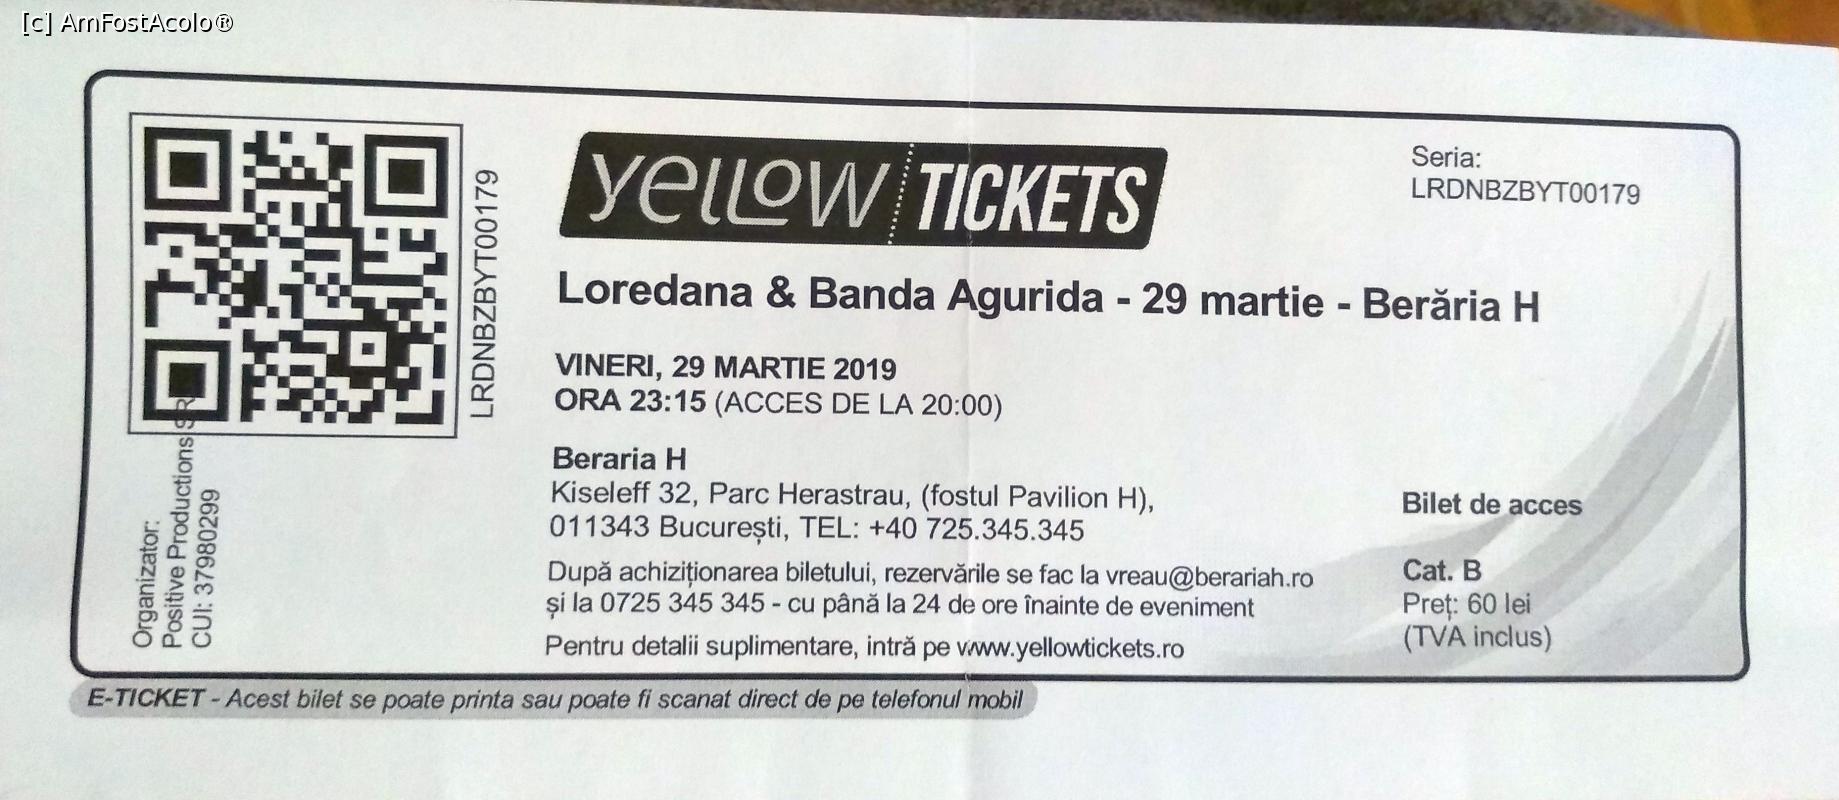 [c] AmFostAcolo®
yellow TICKETS
Seria:
LRDNBZBYT00179
LRDNBZBYT00179
Loredana & Banda Agurida - 29 martie - Berăria H
VINERI, 29 MARTIE 2019
ORA 23:15 (ACCES DE LA 20:00)
Beraria H
Kiseleff 32, Parc Herastrau, (fostul Pavilion H),
011343 București, TEL: +40 725.345.345
După achiziționarea biletului, rezervările se fac la vreau@berariah.ro
și la 0725 345 345 - cu până la 24 de ore înainte de eveniment
Pentru detalii suplimentare, intră pe www.yellowtickets.ro
Bilet de acces
Cat. B
Preț: 60 lei
(TVA inclus)
Organizator:
Positive Productions SR
CUI: 37980299
E-TICKET - Acest bilet se poate printa sau poate fi scanat direct de pe telefonul mobil